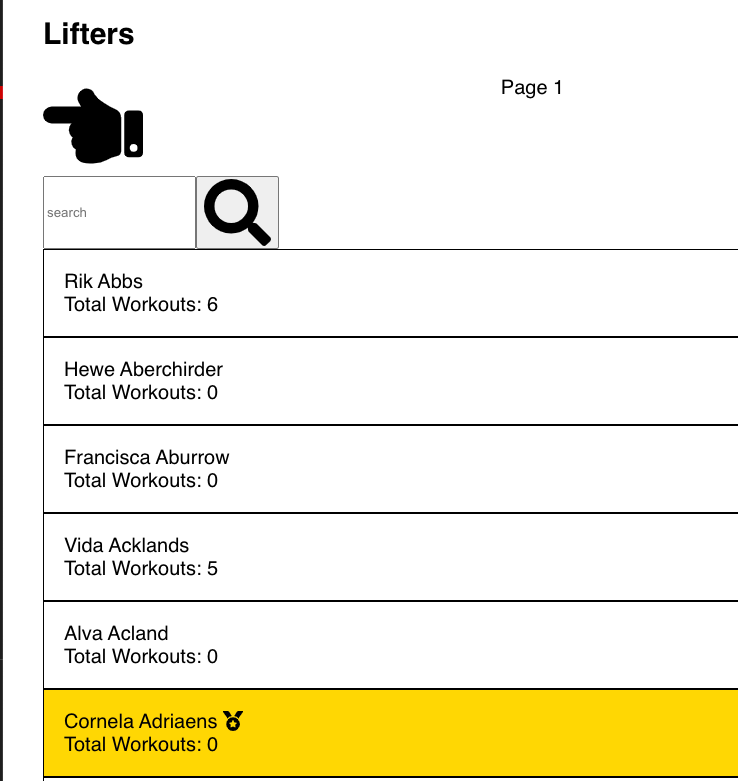 Lifters
Page 1
search
Rik Abbs
Total Workouts: 6
Hewe Aberchirder
Total Workouts: 0
Francisca Aburrow
Total Workouts: 0
Vida Acklands
Total Workouts: 5
Alva Acland
Total Workouts: 0
Cornela Adriaens
Total Workouts: 0